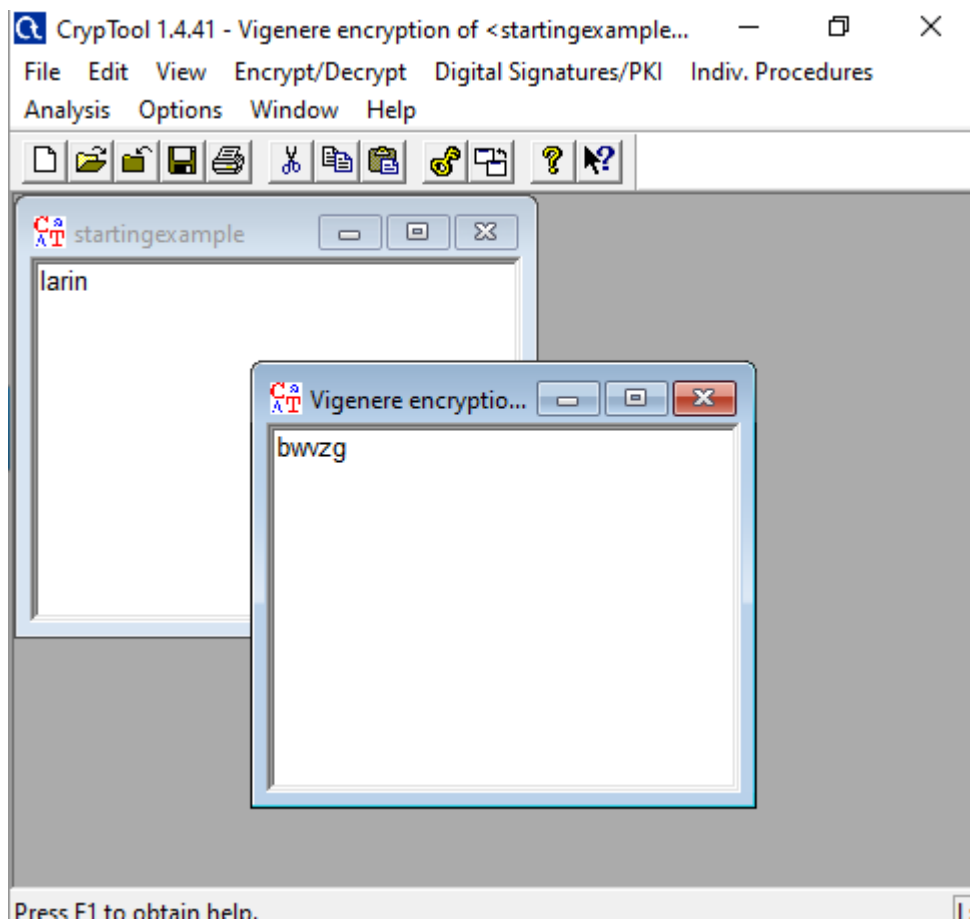 CrypTool 1.4.41 - Vigenere encryption of <startingexample...
File Edit View Encrypt/Decrypt Digital Signatures/PKI Indiv. Procedures
Analysis Options Window Help
startingexample
larin
Vigenere encryptio...
bwvzg
Press F1 to obtain help.